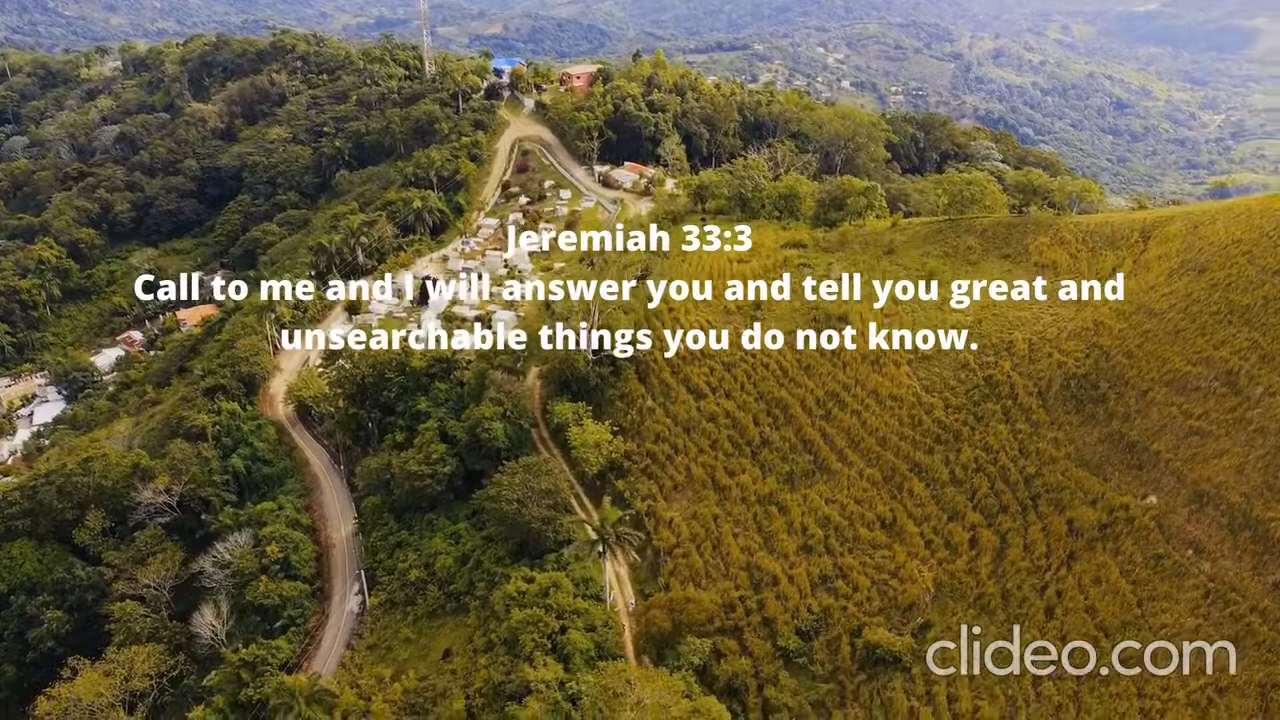 Jeremiah 33:3
Call to me and I will answer you and tell you great and
unsearchable things you do not know.
clideo.com